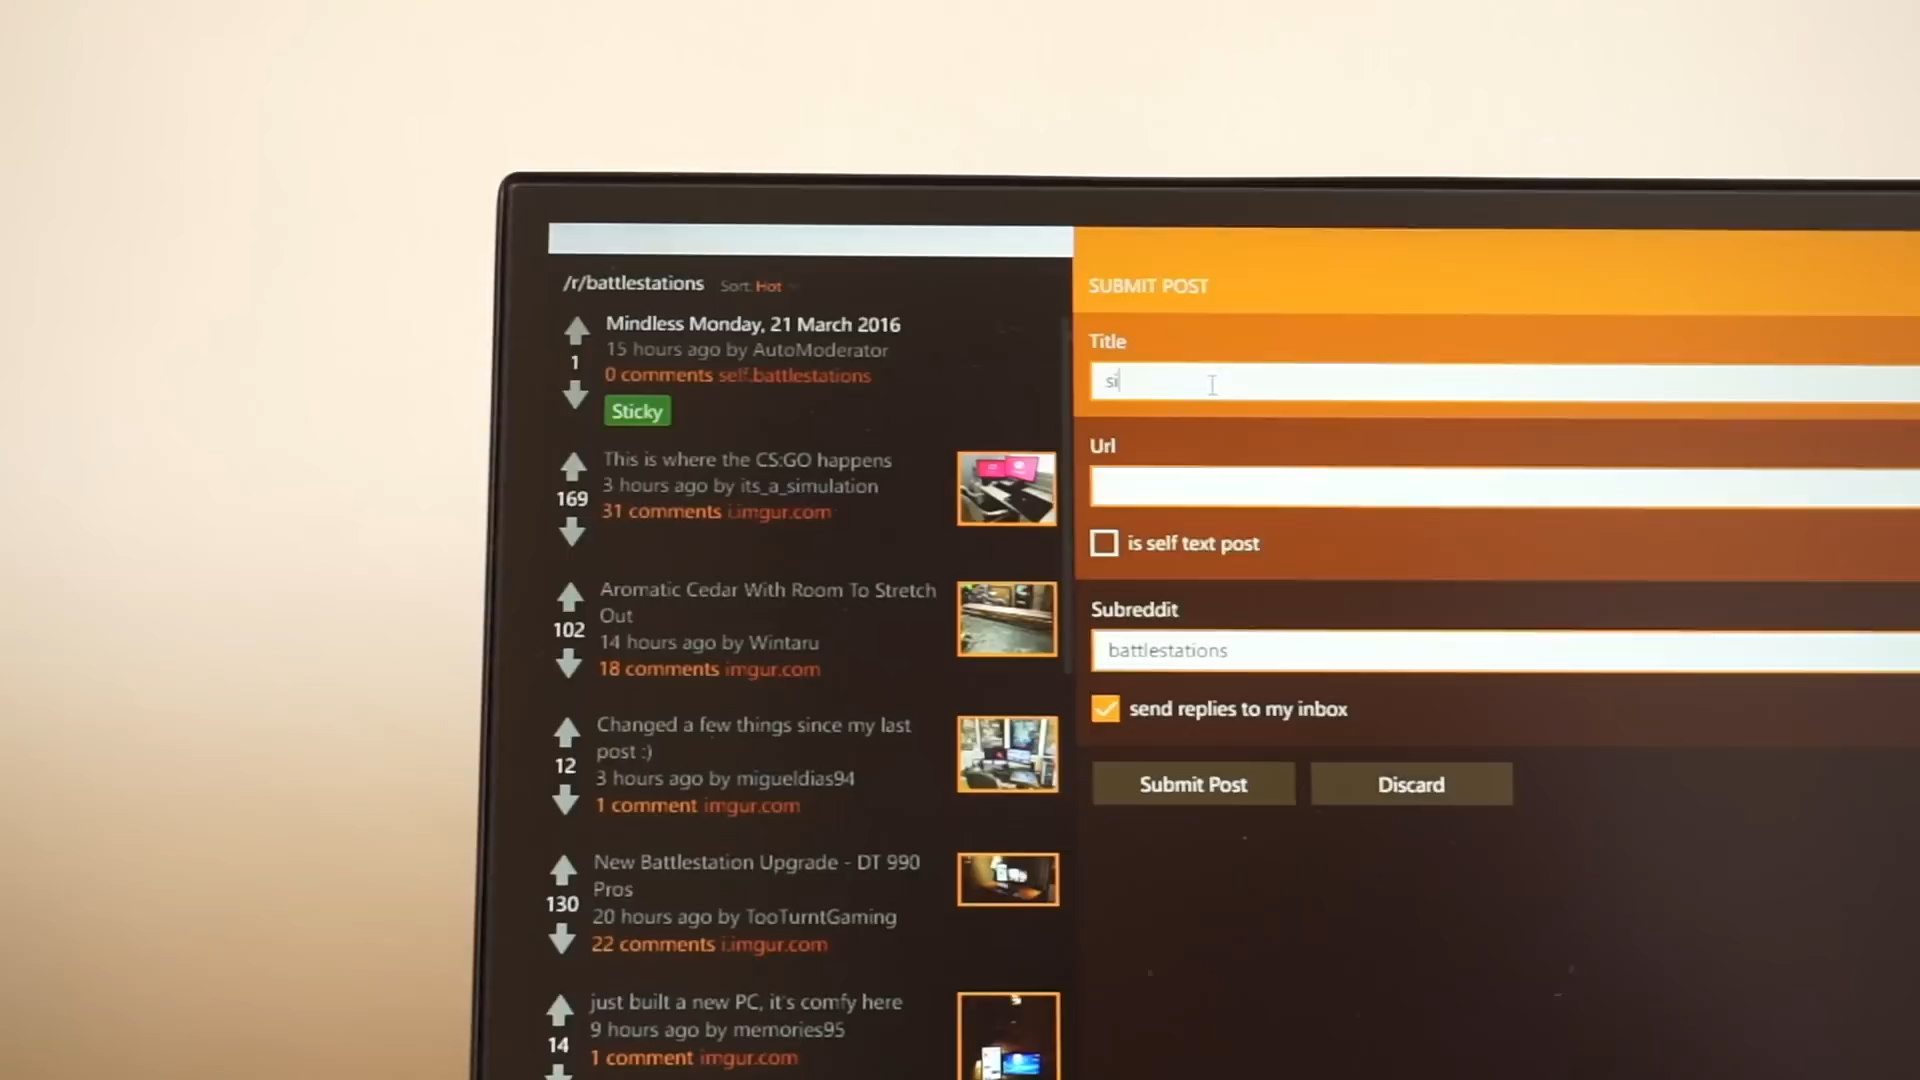 /r/battlestations Sort: Hot
1
Mindless Monday, 21 March 2016
15 hours ago by AutoModerator
0 comments self.battlestations
Sticky
169
This is where the CS:GO happens
3 hours ago by its_a_simulation
31 comments i.imgur.com
102
Aromatic Cedar With Room To Stretch
Out
14 hours ago by Wintaru
18 comments imgur.com
12
Changed a few things since my last
post :)
3 hours ago by migueldias94
1 comment imgur.com
130
New Battlestation Upgrade - DT 990
Pros
20 hours ago by TooTurntGaming
22 comments i.imgur.com
14
just built a new PC, it's comfy here
9 hours ago by memories95
1 comment imgur.com
SUBMIT POST
Title
si
Url
is self text post
Subreddit
battlestations
send replies to my inbox
Submit Post
Discard